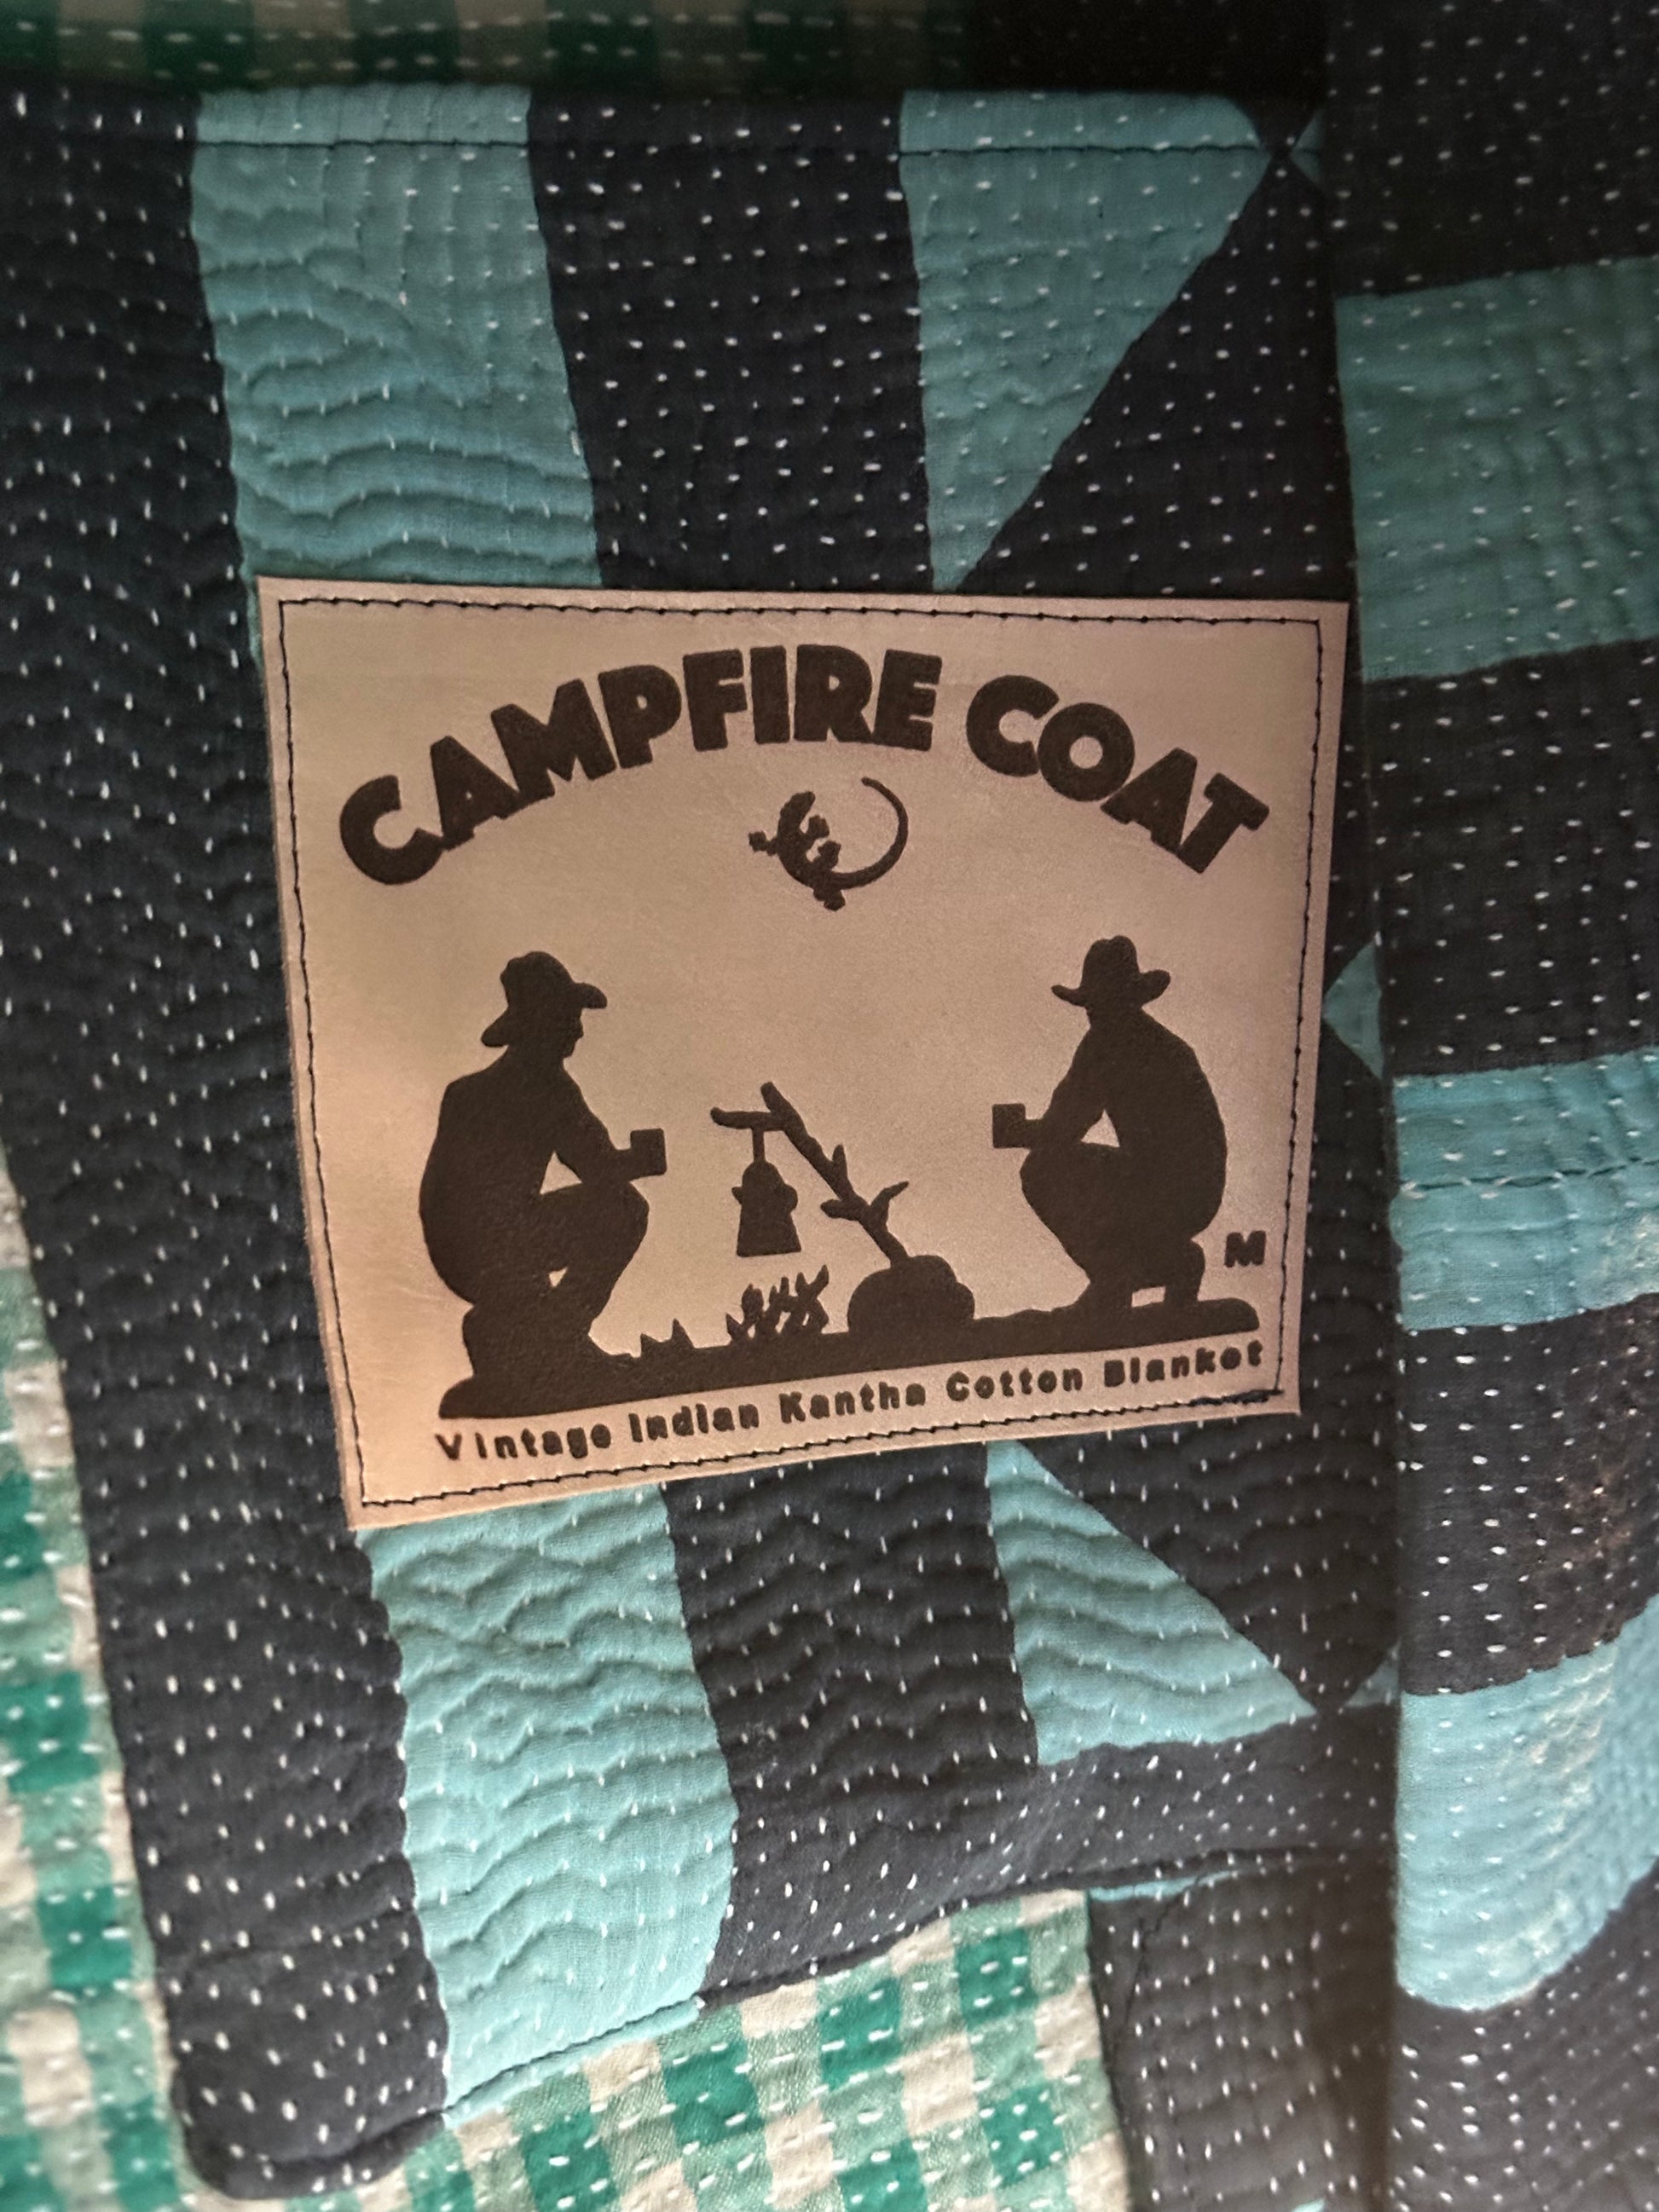 CAMPFIRE COAT
M
Vintage Indian Kantha Cotton Blanket